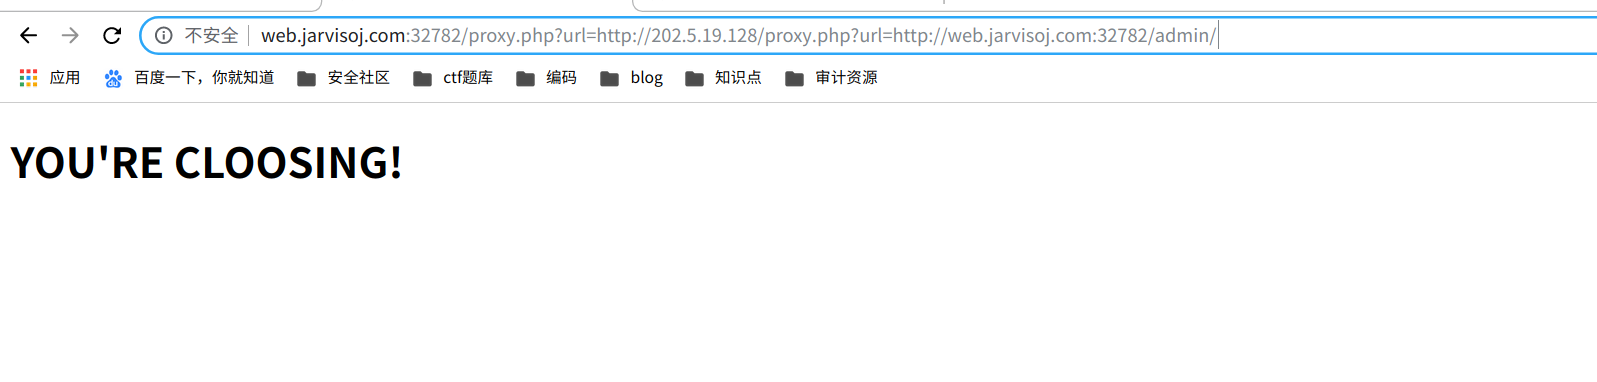 不安全 web.jarvisoj.com:32782/proxy.php?url=http://202.5.19.128/proxy.php?url=http://web.jarvisoj.com:32782/admin/
应用 百度一下，你就知道 安全社区 ctf题库 编码 blog 知识点 审计资源
YOU'RE CLOOSING!